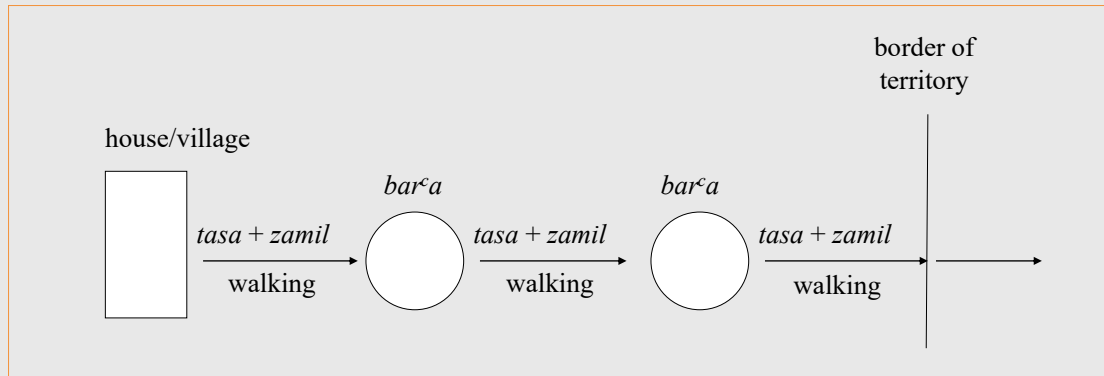 border of
territory
house/village
barᶜa
barᶜa
tasa + zamil
tasa + zamil
tasa + zamil
walking
walking
walking